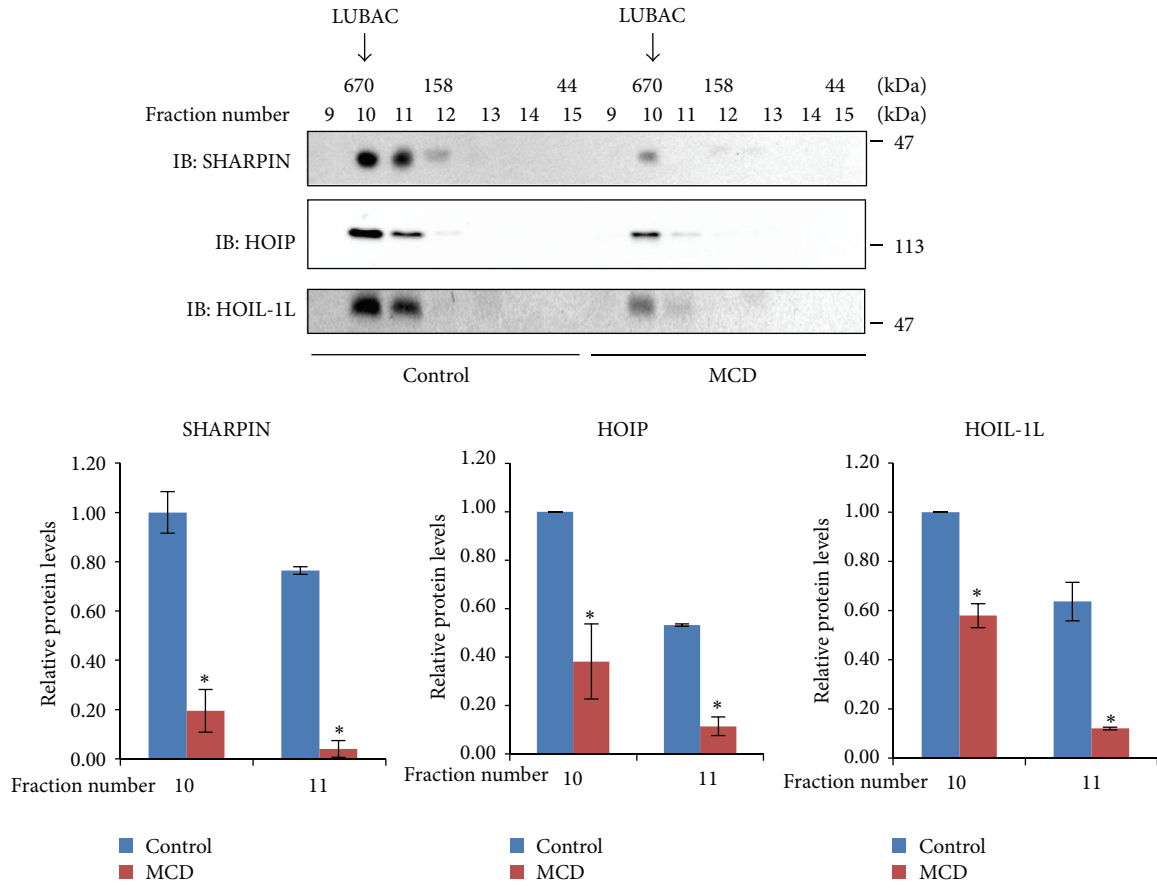 LUBAC LUBAC
670 158 44 670 158 44 (kDa)
Fraction number 9 10 11 12 13 14 15 9 10 11 12 13 14 15 (kDa)
IB: SHARPIN 47
IB: HOIP 113
IB: HOIL-1L 47
Control MCD
SHARPIN
Relative protein levels
1.20
1.00
0.80
0.60
0.40
0.20
0.00
* *
Fraction number 10 11
Control
MCD
HOIP
Relative protein levels
1.20
1.00
0.80
0.60
0.40
0.20
0.00
* *
Fraction number 10 11
Control
MCD
HOIL-1L
Relative protein levels
1.20
1.00
0.80
0.60
0.40
0.20
0.00
* *
Fraction number 10 11
Control
MCD